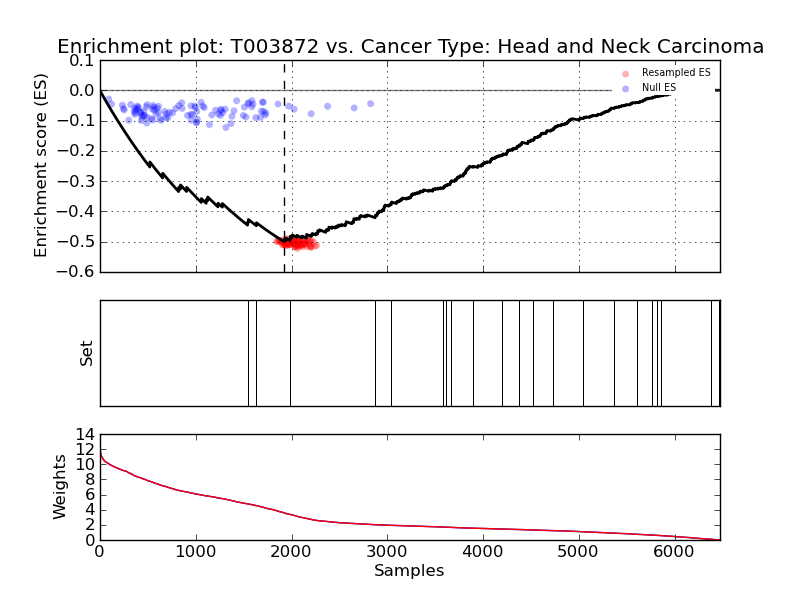 Enrichment plot: T003872 vs. Cancer Type: Head and Neck Carcinoma
0.1
0.0
−0.1
−0.2
−0.3
−0.4
−0.5
−0.6
Enrichment score (ES)
Resampled ES
Null ES
Set
14
12
10
8
6
4
2
0
Weights
0 1000 2000 3000 4000 5000 6000
Samples